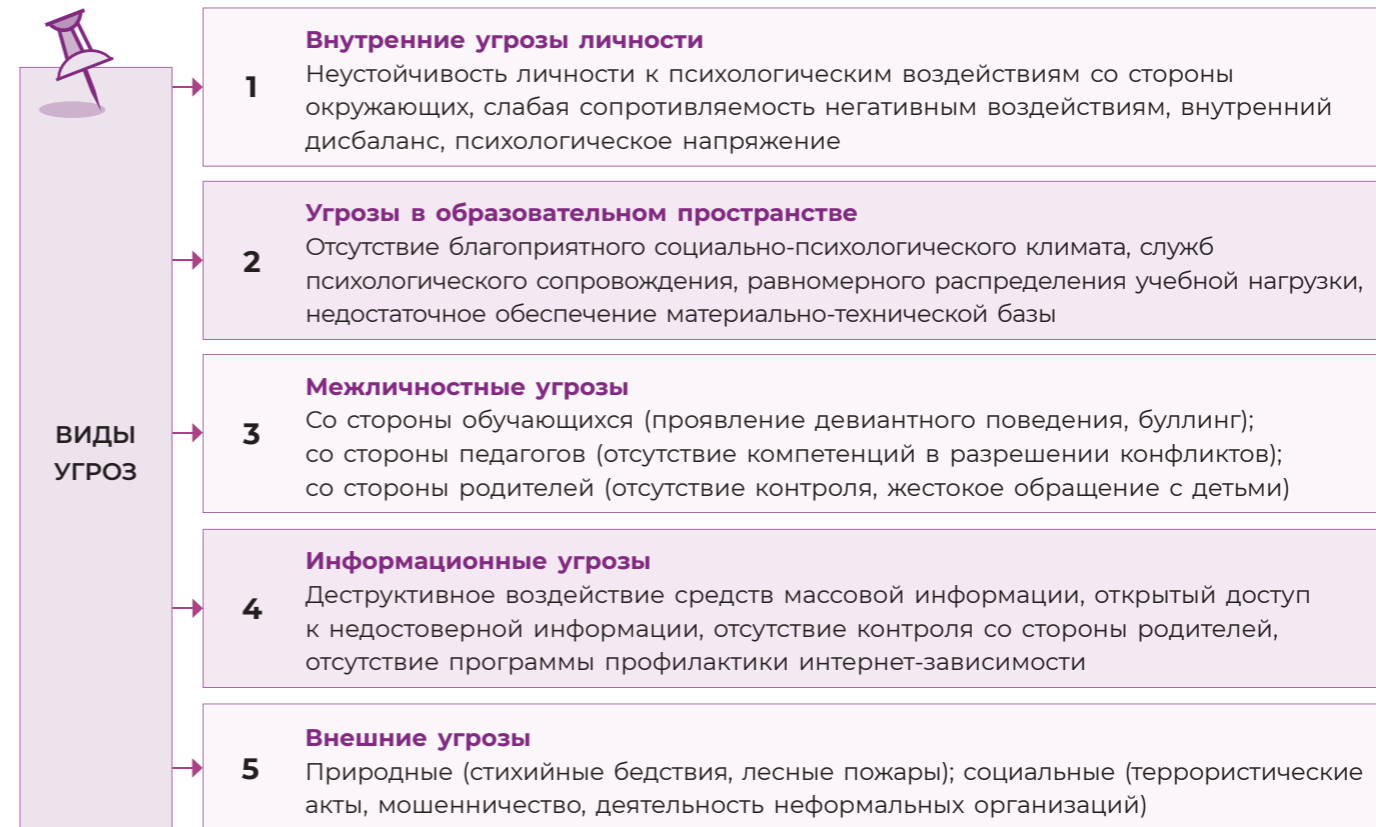 ВИДЫ
УГРОЗ
1
Внутренние угрозы личности
Неустойчивость личности к психологическим воздействиям со стороны
окружающих, слабая сопротивляемость негативным воздействиям, внутренний
дисбаланс, психологическое напряжение
2
Угрозы в образовательном пространстве
Отсутствие благоприятного социально-психологического климата, служб
психологического сопровождения, равномерного распределения учебной нагрузки,
недостаточное обеспечение материально-технической базы
3
Межличностные угрозы
Со стороны обучающихся (проявление девиантного поведения, буллинг);
со стороны педагогов (отсутствие компетенций в разрешении конфликтов);
со стороны родителей (отсутствие контроля, жестокое обращение с детьми)
4
Информационные угрозы
Деструктивное воздействие средств массовой информации, открытый доступ
к недостоверной информации, отсутствие контроля со стороны родителей,
отсутствие программы профилактики интернет-зависимости
5
Внешние угрозы
Природные (стихийные бедствия, лесные пожары); социальные (террористические
акты, мошенничество, деятельность неформальных организаций)